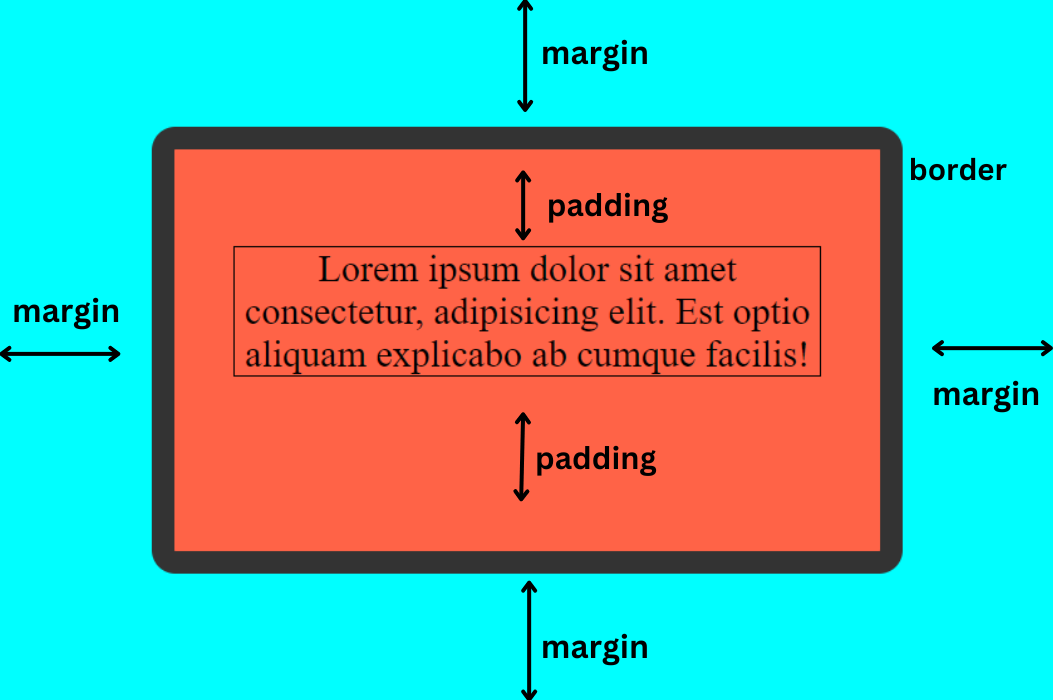 margin
border
padding
Lorem ipsum dolor sit amet
consectetur, adipisicing elit. Est optio
aliquam explicabo ab cumque facilis!
margin
margin
padding
margin